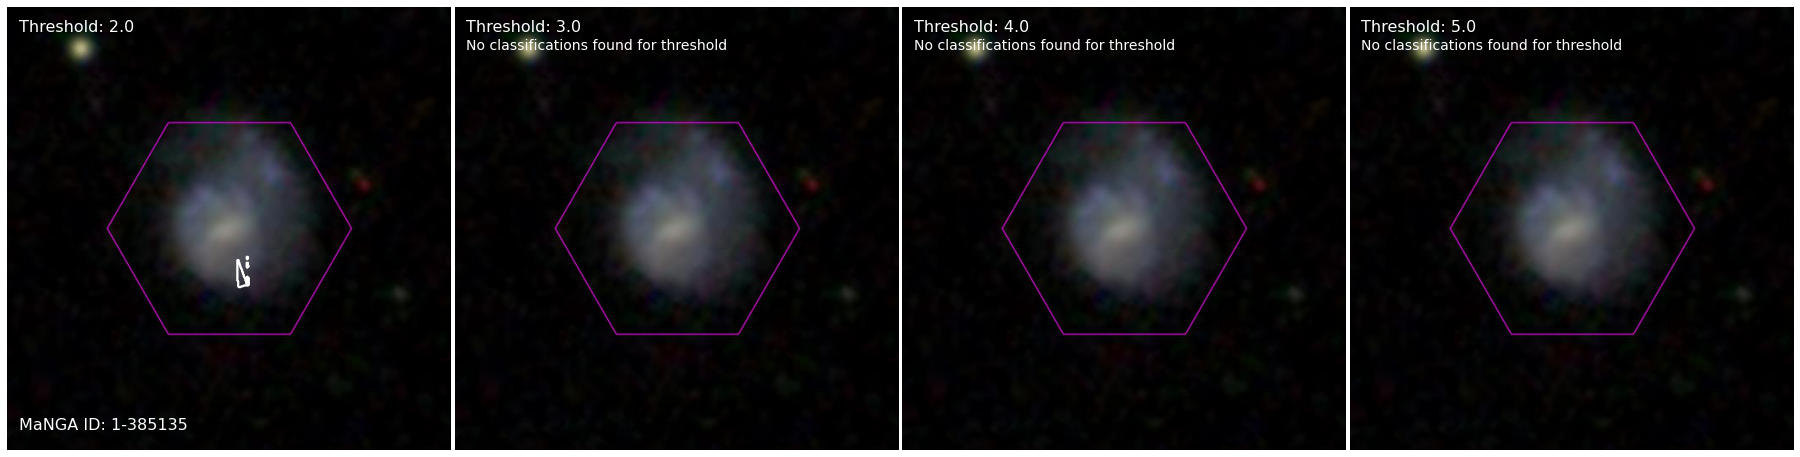 Threshold: 2.0
MaNGA ID: 1-385135
Threshold: 3.0
No classifications found for threshold
Threshold: 4.0
No classifications found for threshold
Threshold: 5.0
No classifications found for threshold